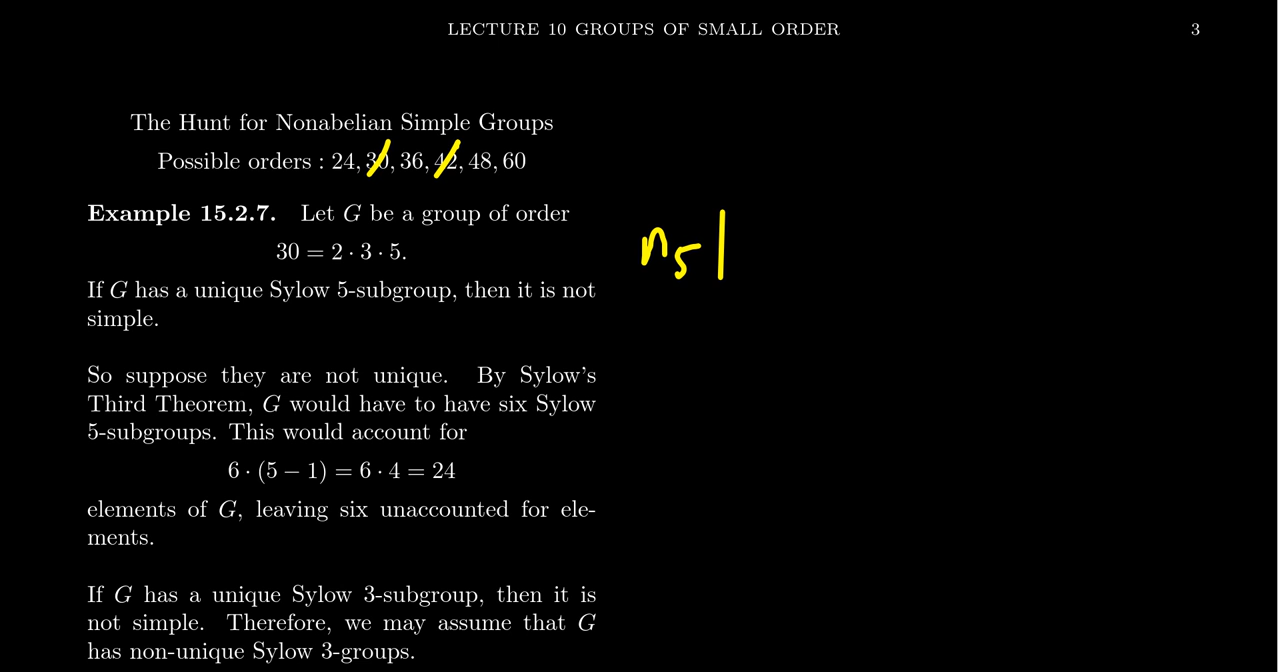 LECTURE 10 GROUPS OF SMALL ORDER 3
The Hunt for Nonabelian Simple Groups
Possible orders : 24, 30, 36, 42, 48, 60
Example 15.2.7. Let G be a group of order
30 = 2 · 3 · 5.
n₅ |
If G has a unique Sylow 5-subgroup, then it is not
simple.
So suppose they are not unique. By Sylow's
Third Theorem, G would have to have six Sylow
5-subgroups. This would account for
6 · (5 − 1) = 6 · 4 = 24
elements of G, leaving six unaccounted for ele-
ments.
If G has a unique Sylow 3-subgroup, then it is
not simple. Therefore, we may assume that G
has non-unique Sylow 3-groups.